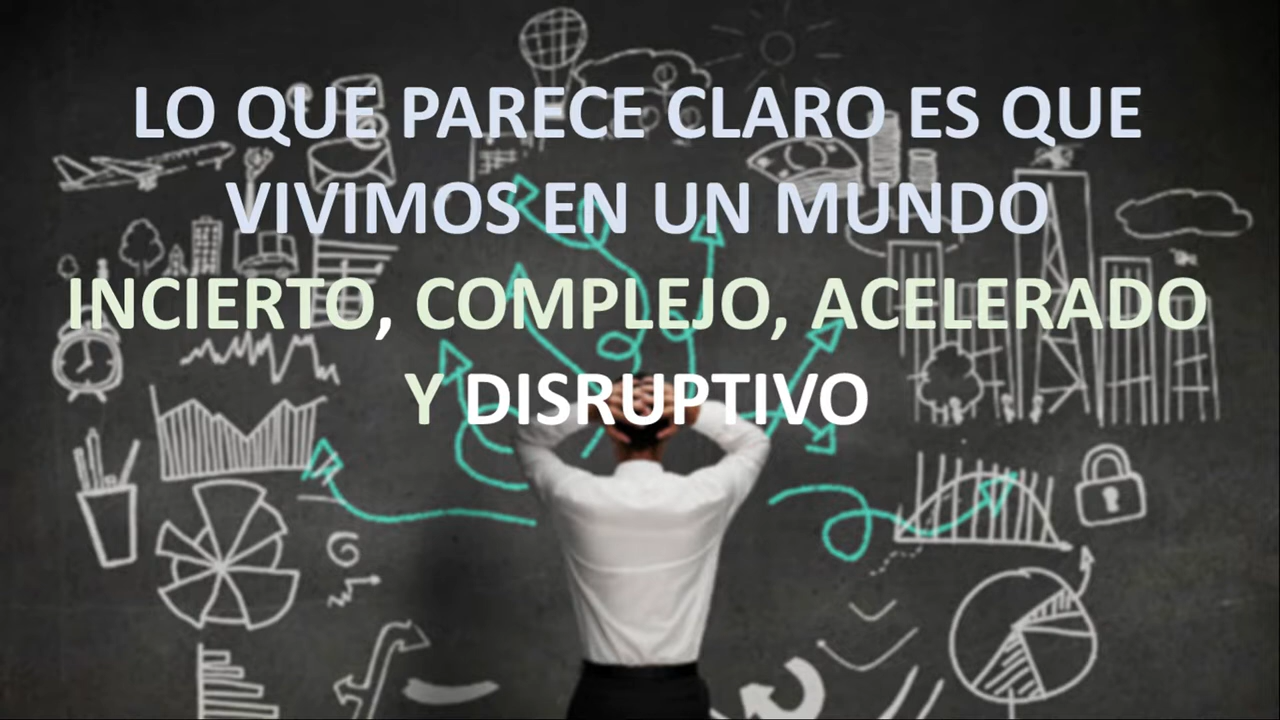 LO QUE PARECE CLARO ES QUE
VIVIMOS EN UN MUNDO
INCIERTO, COMPLEJO, ACELERADO
Y DISRUPTIVO